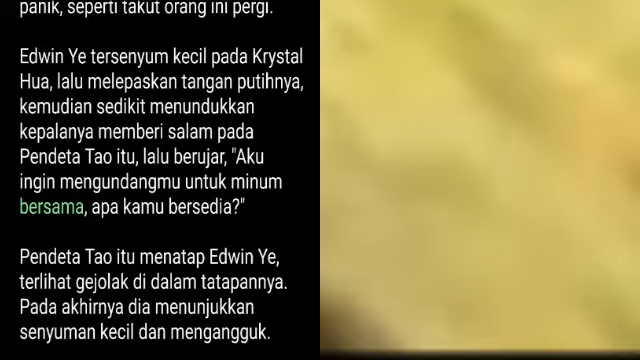 panik, seperti takut orang ini pergi.
Edwin Ye tersenyum kecil pada Krystal
Hua, lalu melepaskan tangan putihnya,
kemudian sedikit menundukkan
kepalanya memberi salam pada
Pendeta Tao itu, lalu berujar, "Aku
ingin mengundangmu untuk minum
bersama, apa kamu bersedia?"
Pendeta Tao itu menatap Edwin Ye,
terlihat gejolak di dalam tatapannya.
Pada akhirnya dia menunjukkan
senyuman kecil dan mengangguk.